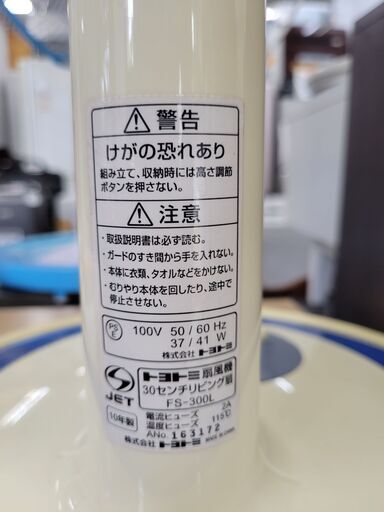 警告
けがの恐れあり
組み立て、収納時には高さ調節
ボタンを押さない。
注意
・取扱説明書は必ず読む。
・ガードのすき間から手を入れない。
・本体に衣類、タオルなどをかけない。
・むりやり本体を回したり、途中で
停止させない。
PS E 100V 50/60 Hz
37/41 W
株式会社 トヨトミ
トヨトミ 扇風機
30センチリビング扇
FS-300L
JET
10年製
電流ヒューズ 2A
温度ヒューズ 115℃
ANo. 163172
株式会社 トヨトミ MADE IN CHINA